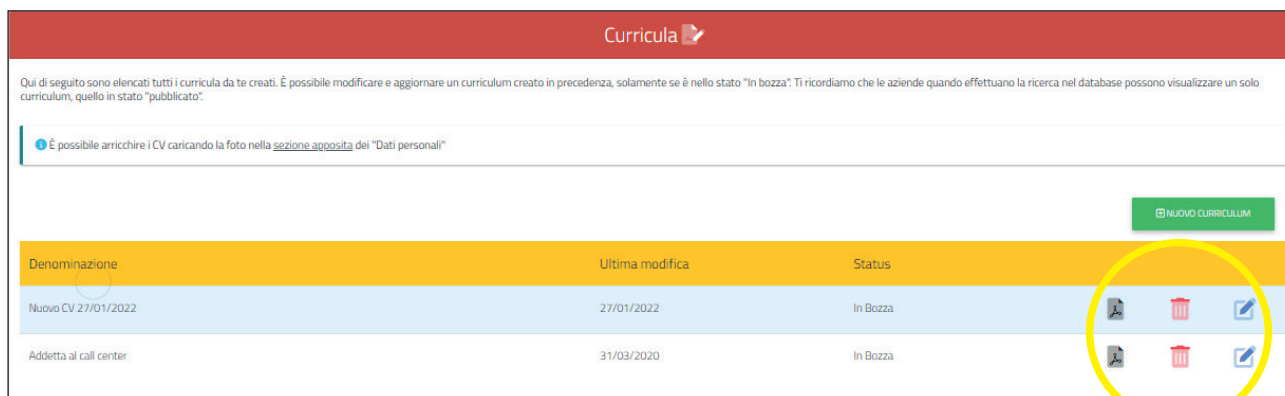 Curricula
Qui di seguito sono elencati tutti i curricula da te creati. È possibile modificare e aggiornare un curriculum creato in precedenza, solamente se è nello stato "In bozza". Ti ricordiamo che le aziende quando effettuano la ricerca nel database possono visualizzare un solo
curriculum, quello in stato "pubblicato".
È possibile arricchire i CV caricando la foto nella sezione apposita dei "Dati personali"
NUOVO CURRICULUM
Denominazione Ultima modifica Status
Nuovo CV 27/01/2022 27/01/2022 In Bozza
Addetta al call center 31/03/2020 In Bozza